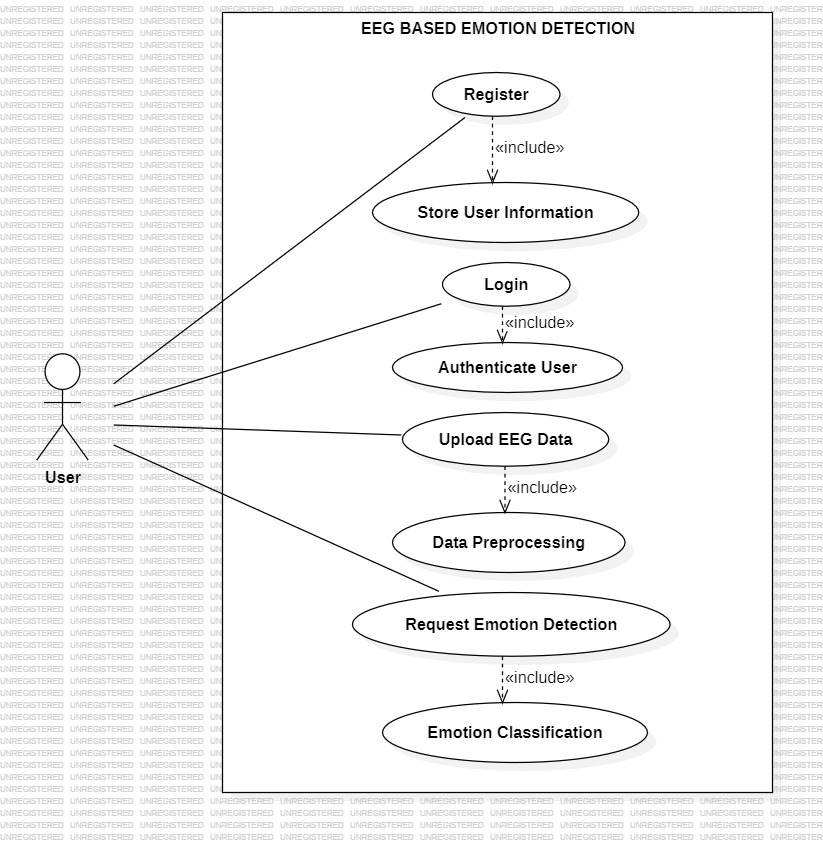 EEG BASED EMOTION DETECTION
Register
«include»
Store User Information
Login
«include»
Authenticate User
Upload EEG Data
«include»
User
Data Preprocessing
Request Emotion Detection
«include»
Emotion Classification
UNREGISTERED